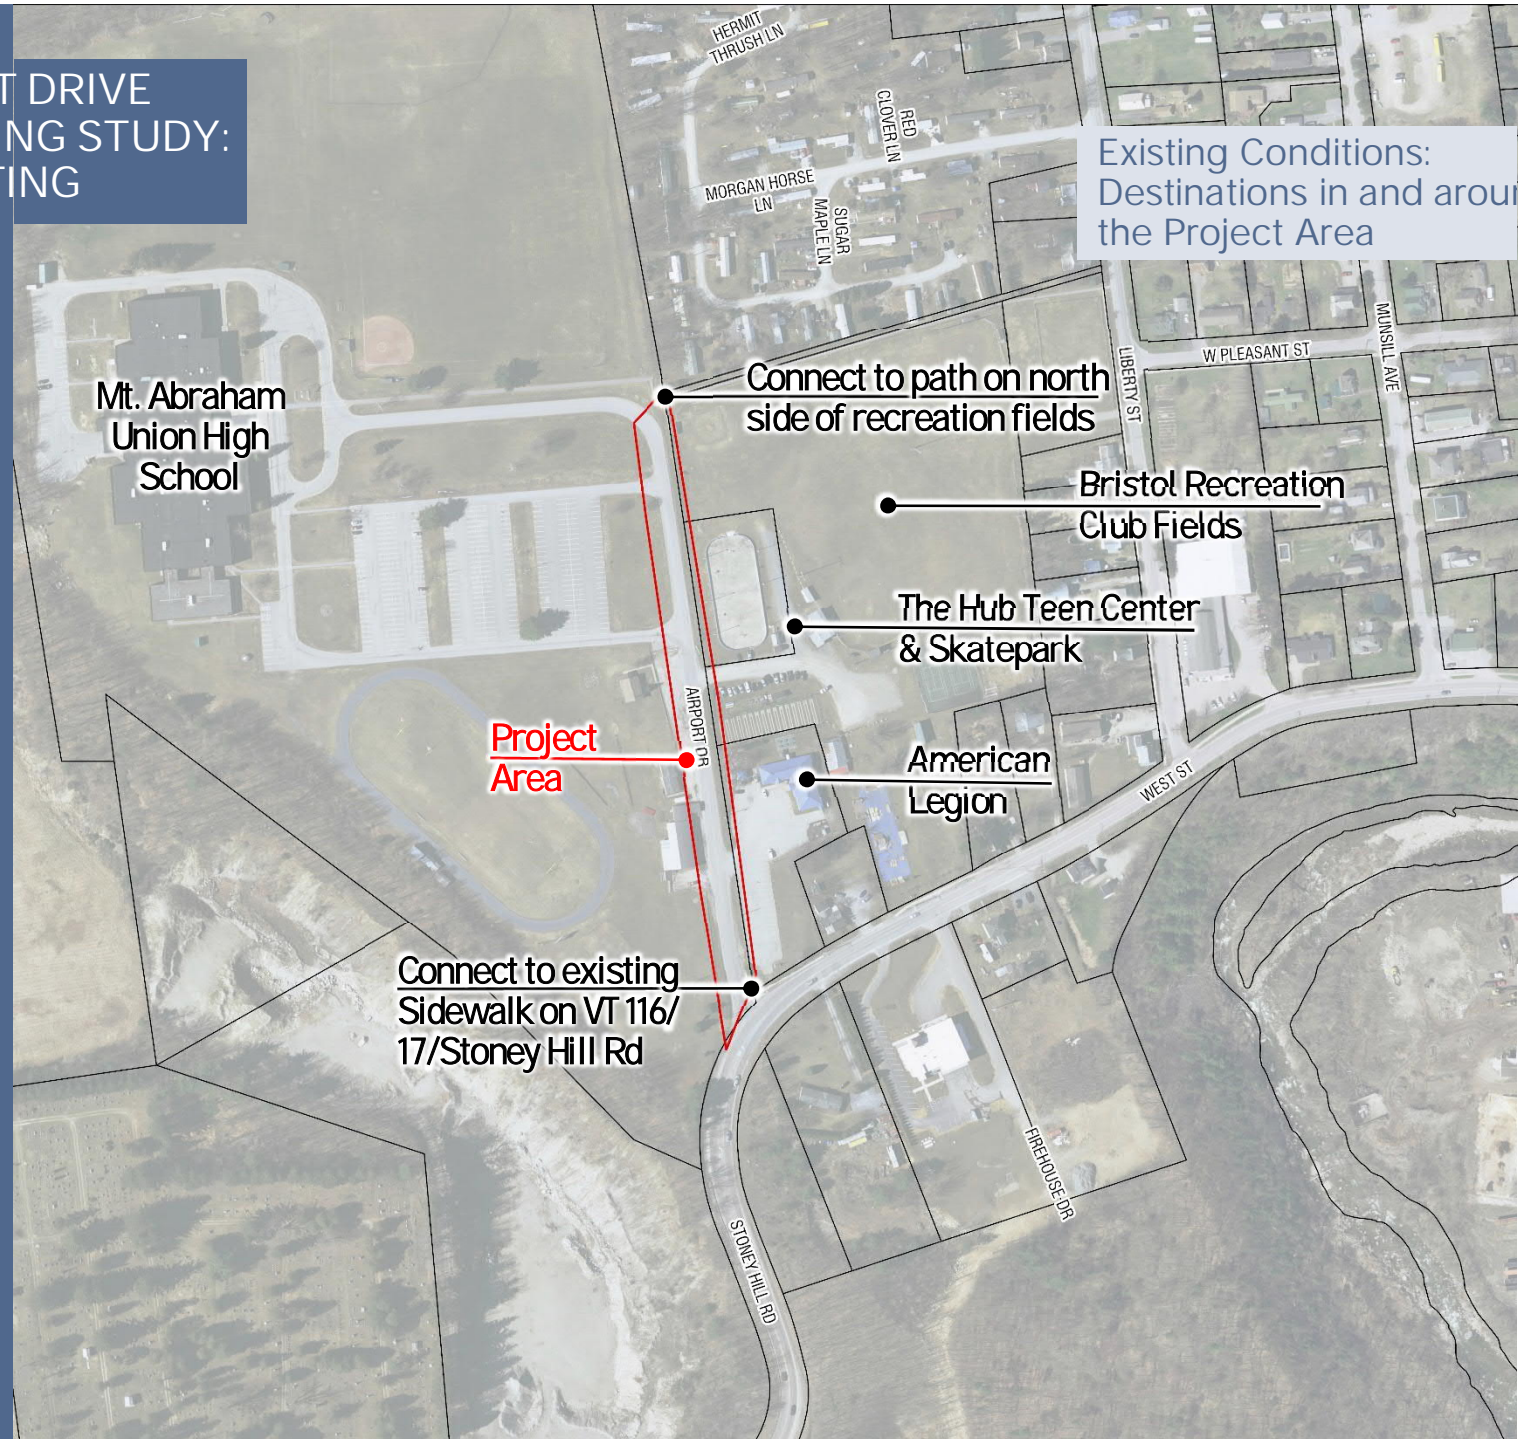 T DRIVE
NG STUDY:
TING
Existing Conditions:
Destinations in and aroun
the Project Area
HERMIT
THRUSH LN
RED
CLOVER LN
MORGAN HORSE
LN
SUGAR
MAPLE LN
MUNSILL AVE
LIBERTY ST
W PLEASANT ST
Mt. Abraham
Union High
School
Connect to path on north
side of recreation fields
Bristol Recreation
Club Fields
The Hub Teen Center
& Skatepark
AIRPORT DR
Project
Area
American
Legion
WEST ST
Connect to existing
Sidewalk on VT 116/
17/Stoney Hill Rd
FIREHOUSE DR
STONEY HILL RD